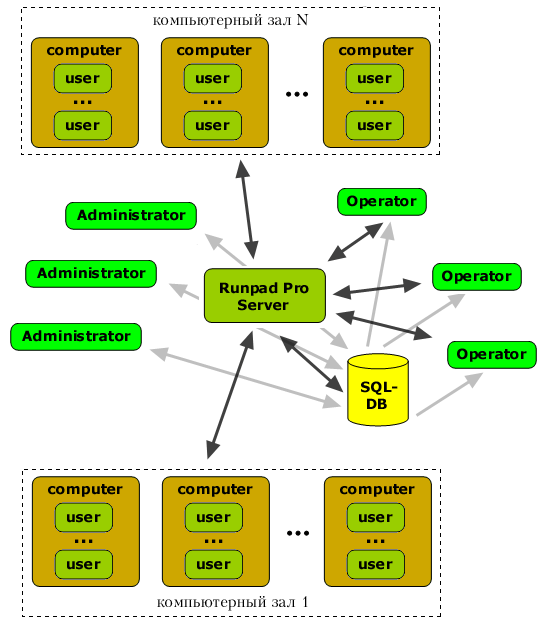 компьютерный зал N
computer computer computer
user user user
... ... ...
...
user user user
Operator
Administrator
Administrator
Runpad Pro
Server
Operator
Administrator
Operator
SQL-
DB
computer computer computer
user user user
... ... ...
...
user user user
компьютерный зал 1